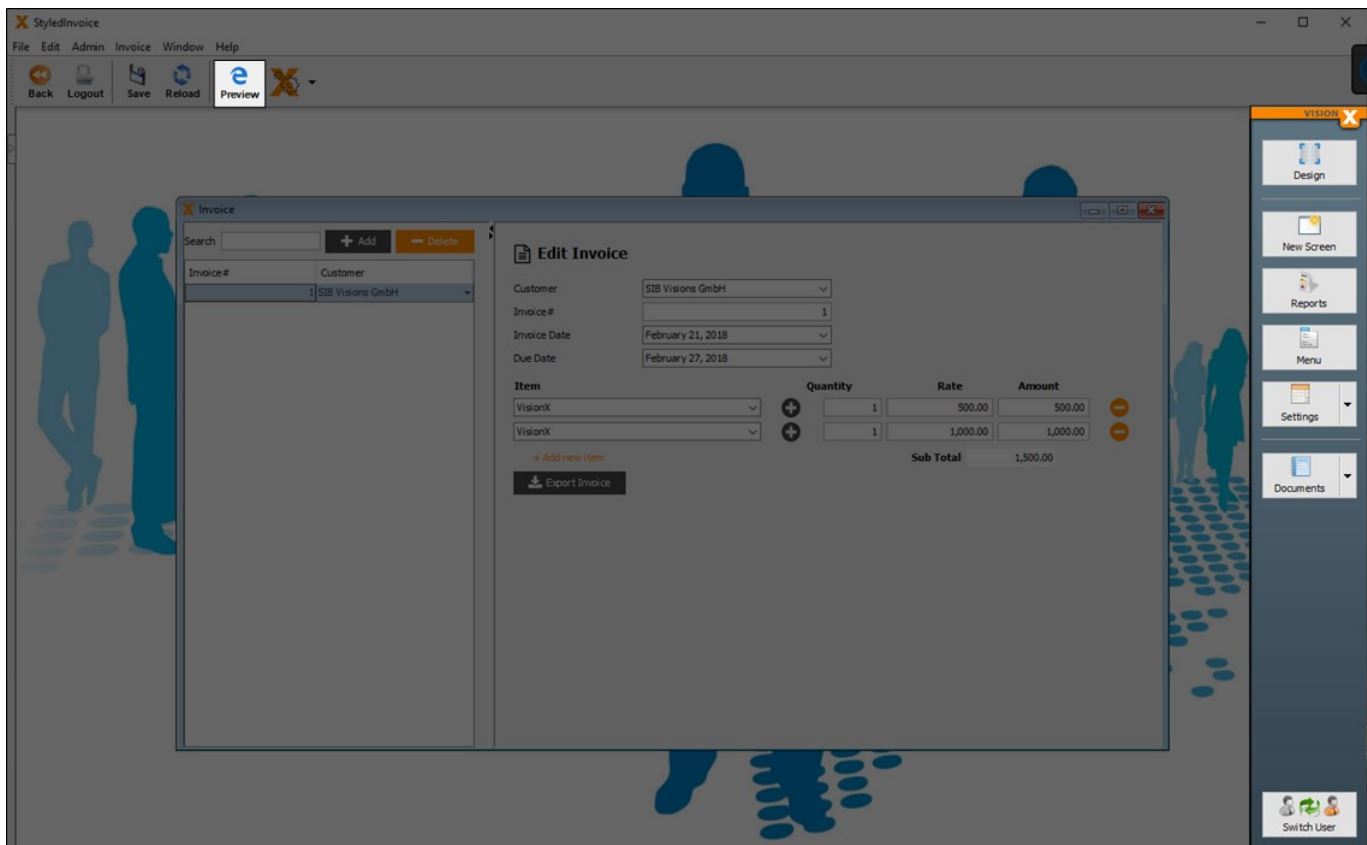 StyledInvoice
File Edit Admin Invoice Window Help
Back Logout Save Reload Preview
VISION X
Design
New Screen
Reports
Menu
Settings
Documents
Switch User
Invoice
Search Add Delete
Invoice# Customer
1 SIB Visions GmbH
Edit Invoice
Customer SIB Visions GmbH
Invoice# 1
Invoice Date February 21, 2018
Due Date February 27, 2018
Item Quantity Rate Amount
VisionX 1 500.00 500.00
VisionX 1 1,000.00 1,000.00
+ Add new item Sub Total 1,500.00
Export Invoice